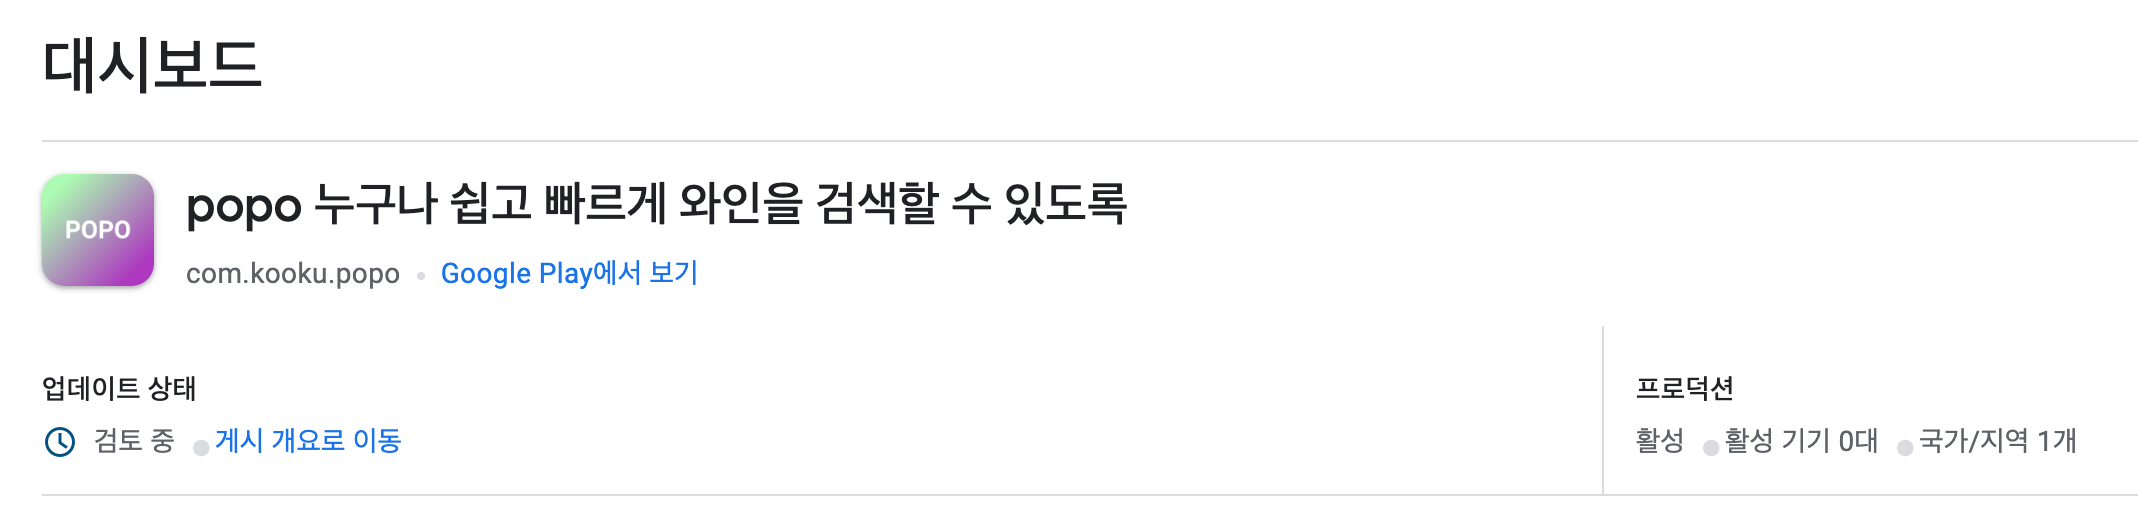 대시보드
POPO
popo 누구나 쉽고 빠르게 와인을 검색할 수 있도록
com.kooku.popo • Google Play에서 보기
업데이트 상태
검토 중 • 게시 개요로 이동
프로덕션
활성 • 활성 기기 0대 • 국가/지역 1개